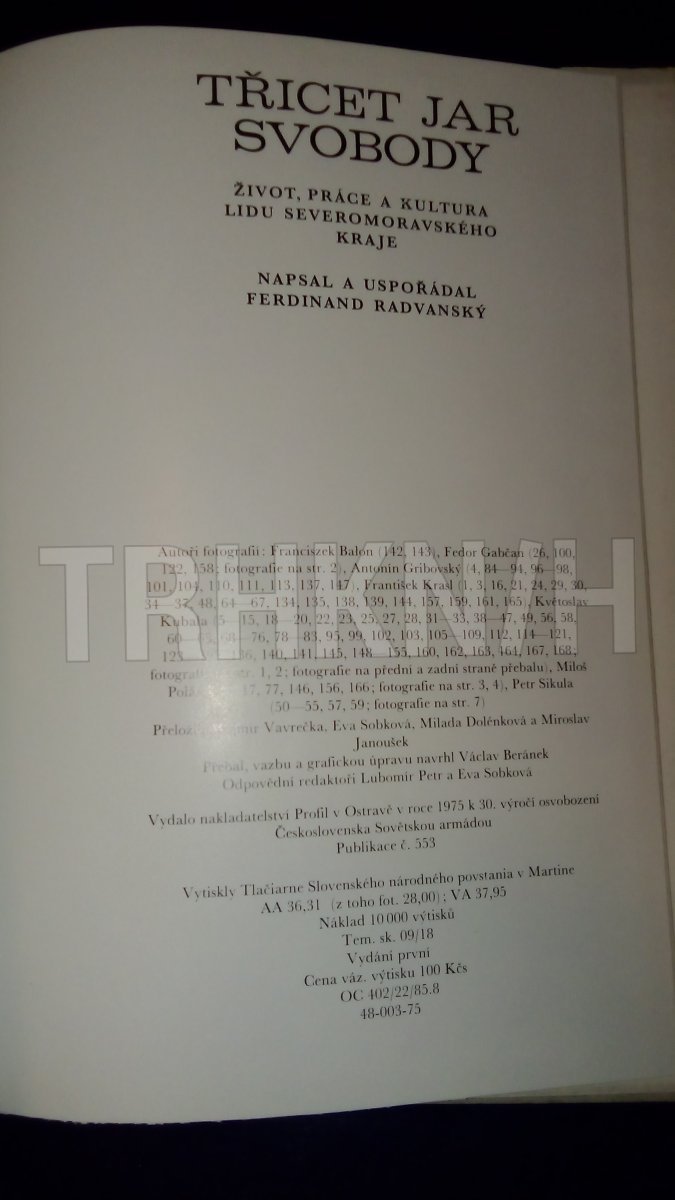 TŘICET JAR
SVOBODY
ŽIVOT, PRÁCE A KULTURA
LIDU SEVEROMORAVSKÉHO
KRAJE
NAPSAL A USPOŘÁDAL
FERDINAND RADVANSKÝ
Autoři fotografií: Franciszek Balon (142, 143), Fedor Gabčan (26, 100,
122, 158; fotografie na str. 2), Antonín Gribovský (4, 84—94, 96—98,
101, 104, 110, 111, 113, 137, 147), František Krasl (1, 3, 16, 21, 24, 29, 30,
34—37, 48, 64—67, 134, 135, 138, 139, 144, 157, 159, 161, 165), Květoslav
Kubala 15, 18—20, 22, 23, 25, 27, 28, 31—33, 38—47, 49, 56, 58,
76, 78—83, 95, 99, 102, 103, 105—109, 112, 114—121,
140, 141, 145, 148—155, 160, 162, 163, 164, 167, 168;
str. 1, 2; fotografie na přední a zadní straně přebalu), Miloš
77, 146, 156, 166; fotografie na str. 3, 4), Petr Sikula
(50—55, 57, 59; fotografie na str. 7)
Vavrečka, Eva Sobková, Milada Dolénková a Miroslav
Janoušek
Přebal, vazbu a grafickou úpravu navrhl Václav Beránek
Odpovědní redaktoři Lubomír Petr a Eva Sobková
Vydalo nakladatelství Profil v Ostravě v roce 1975 k 30. výročí osvobození
Československa Sovětskou armádou
Publikace č. 553
Vytiskly Tlačiarne Slovenského národného povstania v Martine
AA 36,31 (z toho fot. 28,00); VA 37,95
Náklad 10 000 výtisků
Tem. sk. 09/18
Vydání první
Cena váz. výtisku 100 Kčs
OC 402/22/85.8
48-003-75